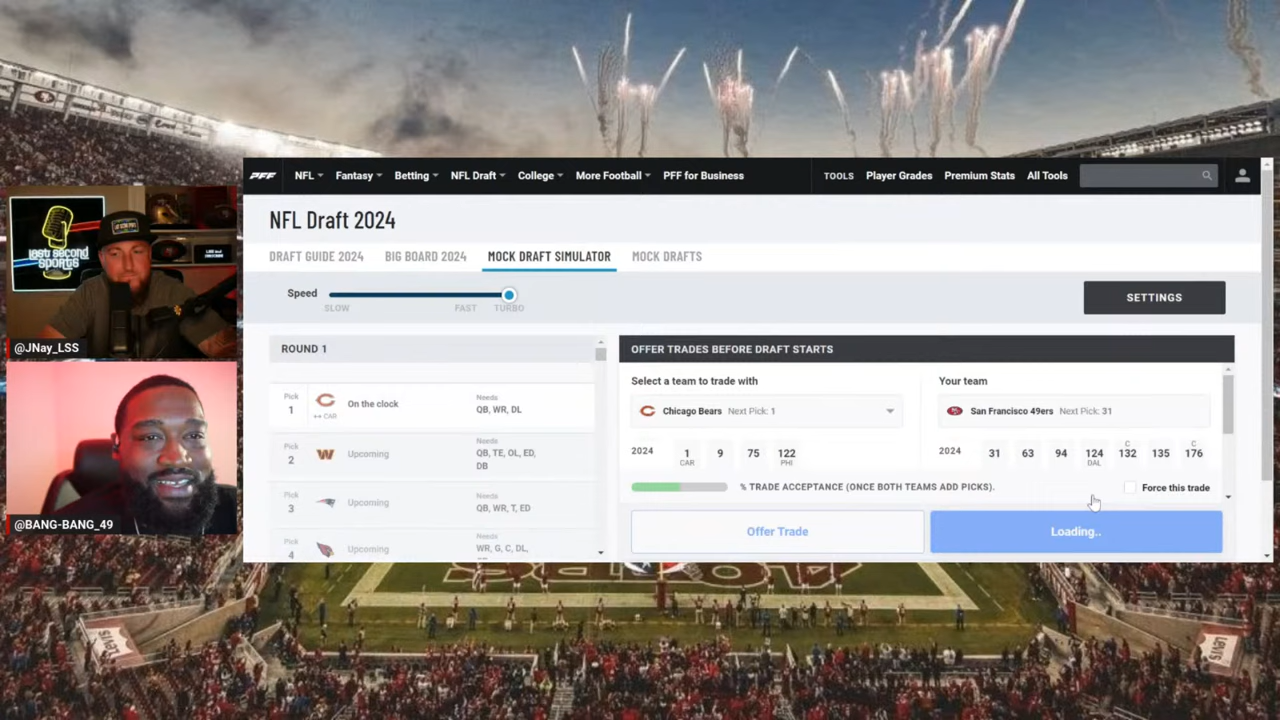 PFF NFL Fantasy Betting NFL Draft College More Football PFF for Business TOOLS Player Grades Premium Stats All Tools
NFL Draft 2024
DRAFT GUIDE 2024 BIG BOARD 2024 MOCK DRAFT SIMULATOR MOCK DRAFTS
Speed
SLOW FAST TURBO
SETTINGS
ROUND 1
Pick 1
CAR
On the clock
Needs
QB, WR, DL
Pick 2
Upcoming
Needs
QB, TE, OL, ED,
DB
Pick 3
Upcoming
Needs
QB, WR, T, ED
Pick 4
Upcoming
Needs
WR, G, C, DL,
OFFER TRADES BEFORE DRAFT STARTS
Select a team to trade with
Chicago Bears Next Pick: 1
2024 1 9 75 122
CAR PHI
Your team
San Francisco 49ers Next Pick: 31
C C
2024 31 63 94 124 132 135 176
DAL
% TRADE ACCEPTANCE (ONCE BOTH TEAMS ADD PICKS).
Force this trade
Offer Trade
Loading..
last second
sports
@JNay_LSS
@BANG-BANG_49
LEVI'S
LEVI'S